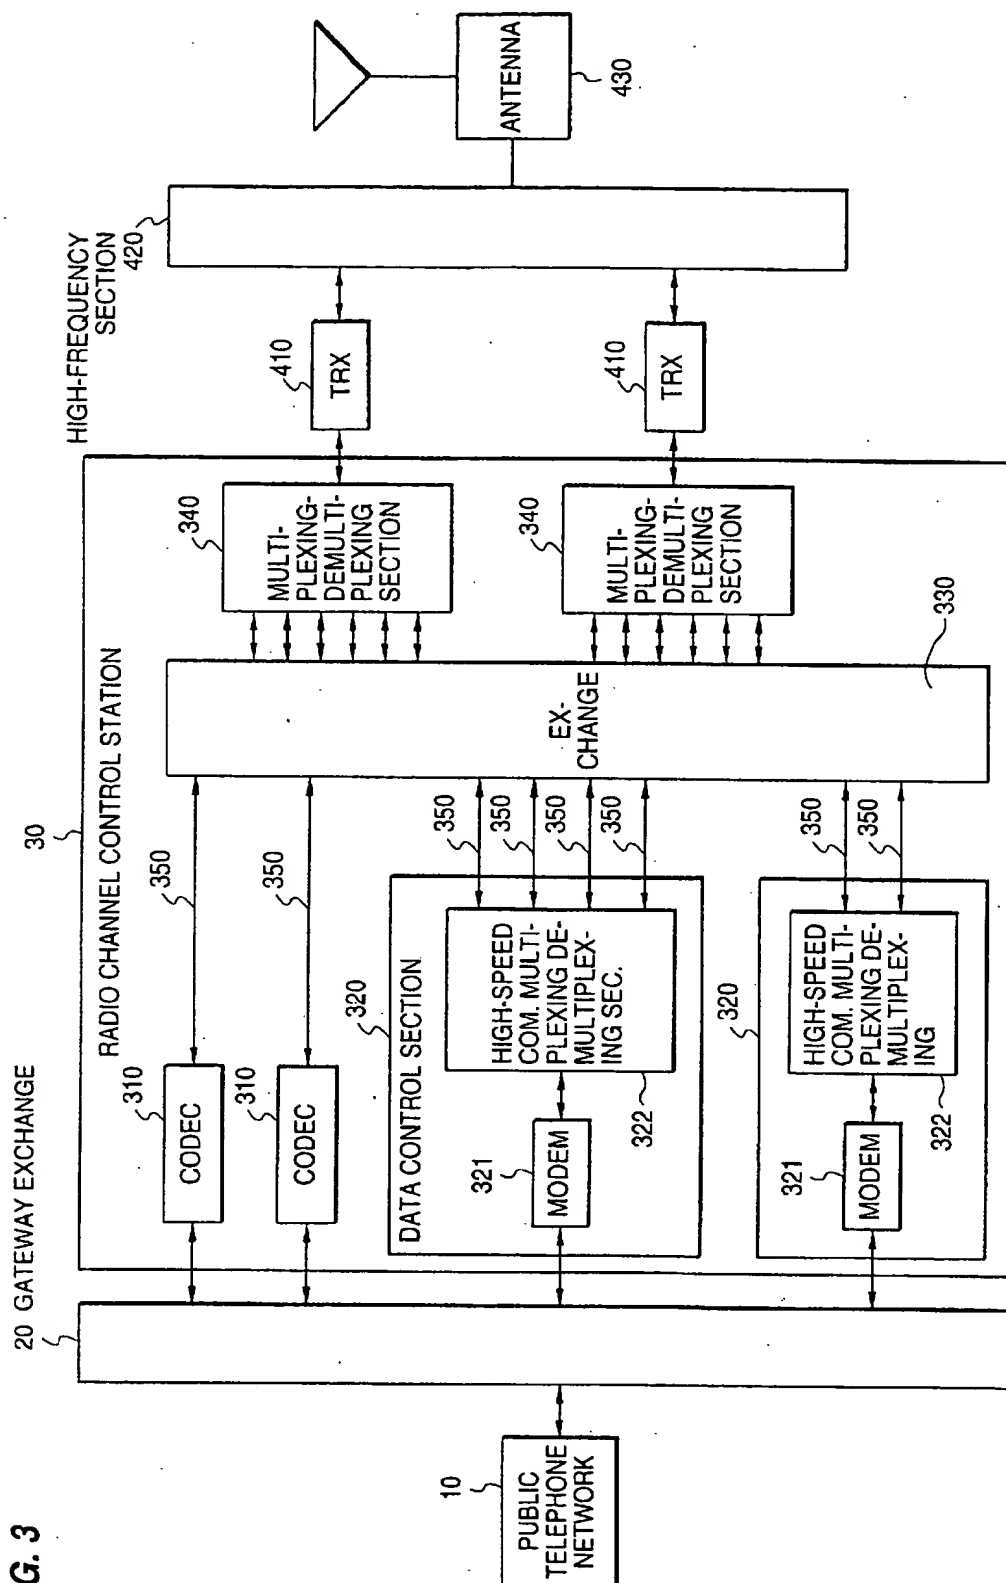 G. 3
10
PUBLIC
TELEPHONE
NETWORK
20 GATEWAY EXCHANGE
30
RADIO CHANNEL CONTROL STATION
310
CODEC
350
310
CODEC
350
320
DATA CONTROL SECTION
321
MODEM
HIGH-SPEED
COM. MULTI-
PLEXING DE-
MULTIPLEX-
ING SEC.
322
350
350
350
350
320
321
MODEM
HIGH-SPEED
COM. MULTI-
PLEXING DE-
MULTIPLEX-
ING
322
350
350
EX-
CHANGE
330
340
MULTI-
PLEXING-
DEMULTI-
PLEXING
SECTION
340
MULTI-
PLEXING-
DEMULTI-
PLEXING
SECTION
410
TRX
410
TRX
HIGH-FREQUENCY
SECTION
420
ANTENNA
430